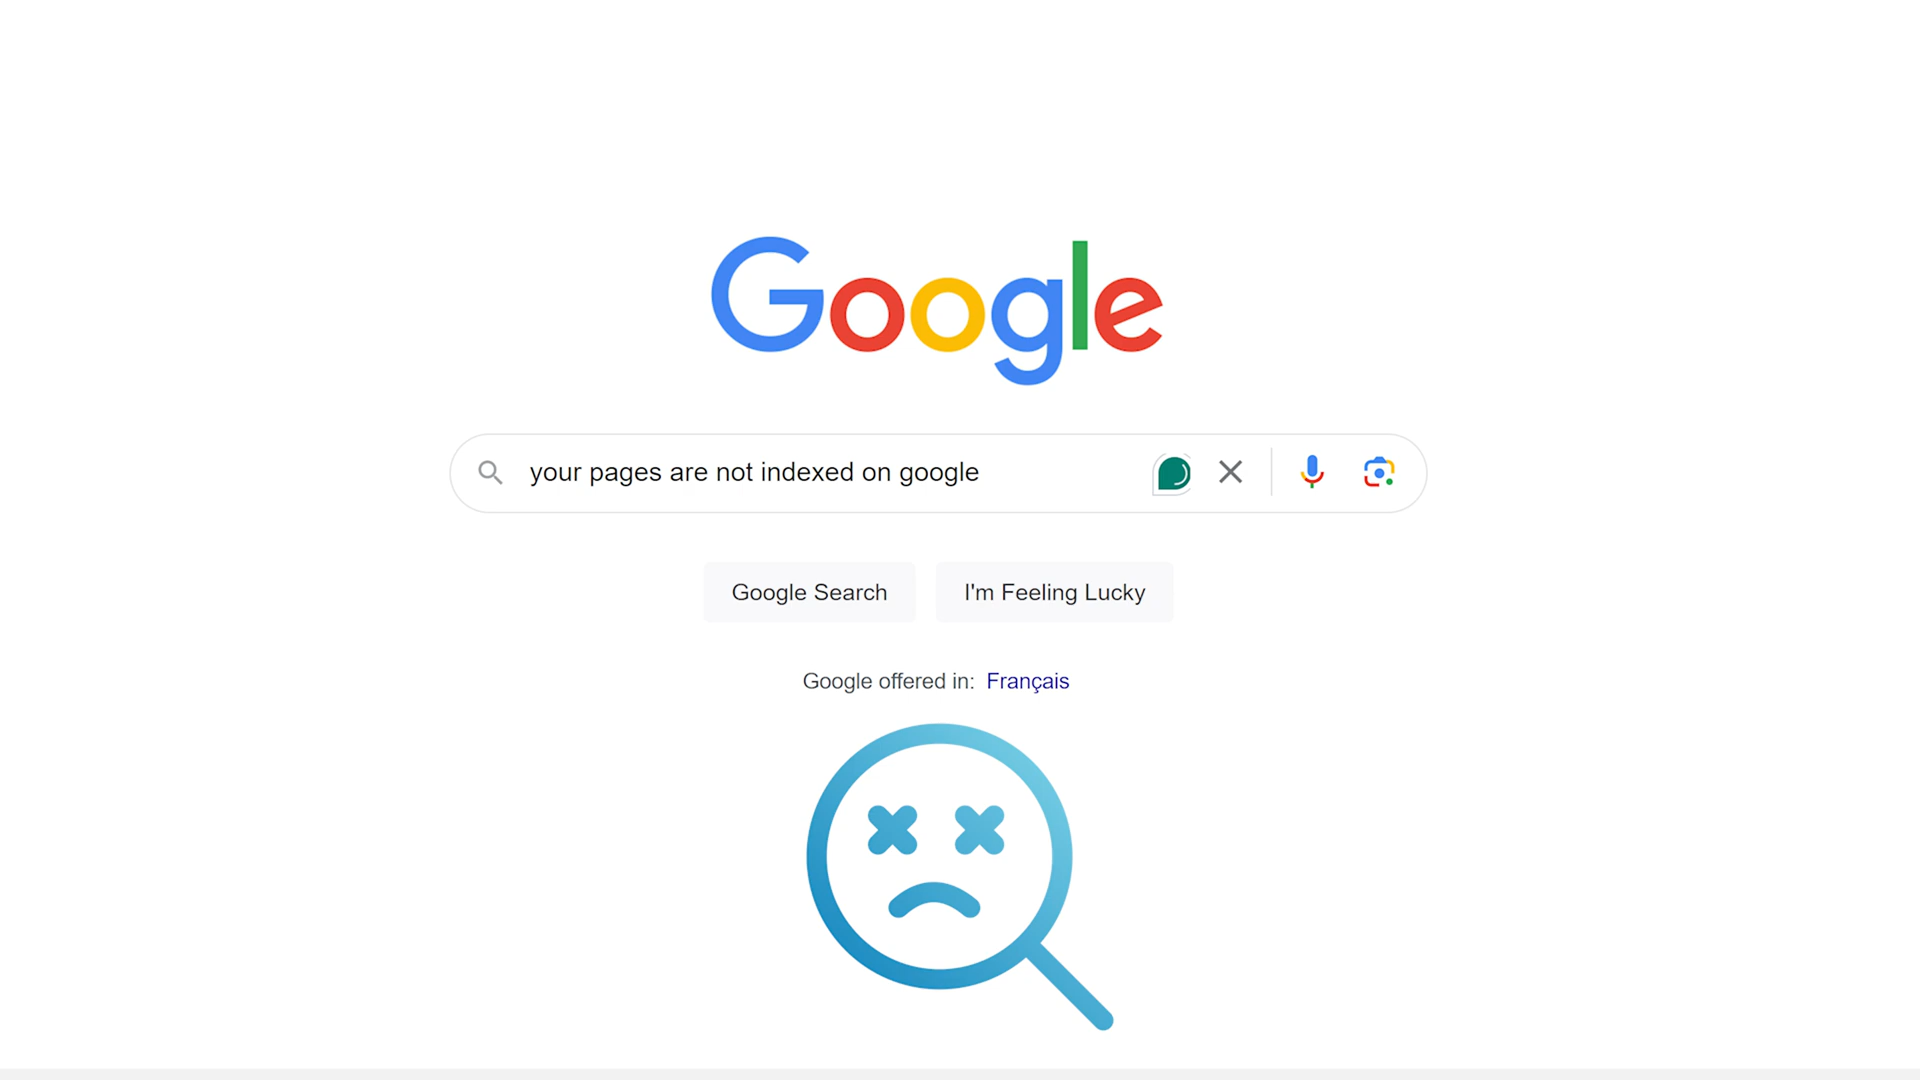 Google
your pages are not indexed on google
Google Search
I'm Feeling Lucky
Google offered in: Français